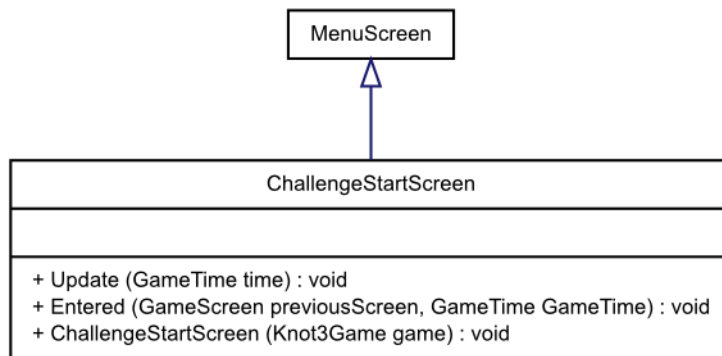 MenuScreen
ChallengeStartScreen
+ Update (GameTime time) : void
+ Entered (GameScreen previousScreen, GameTime GameTime) : void
+ ChallengeStartScreen (Knot3Game game) : void